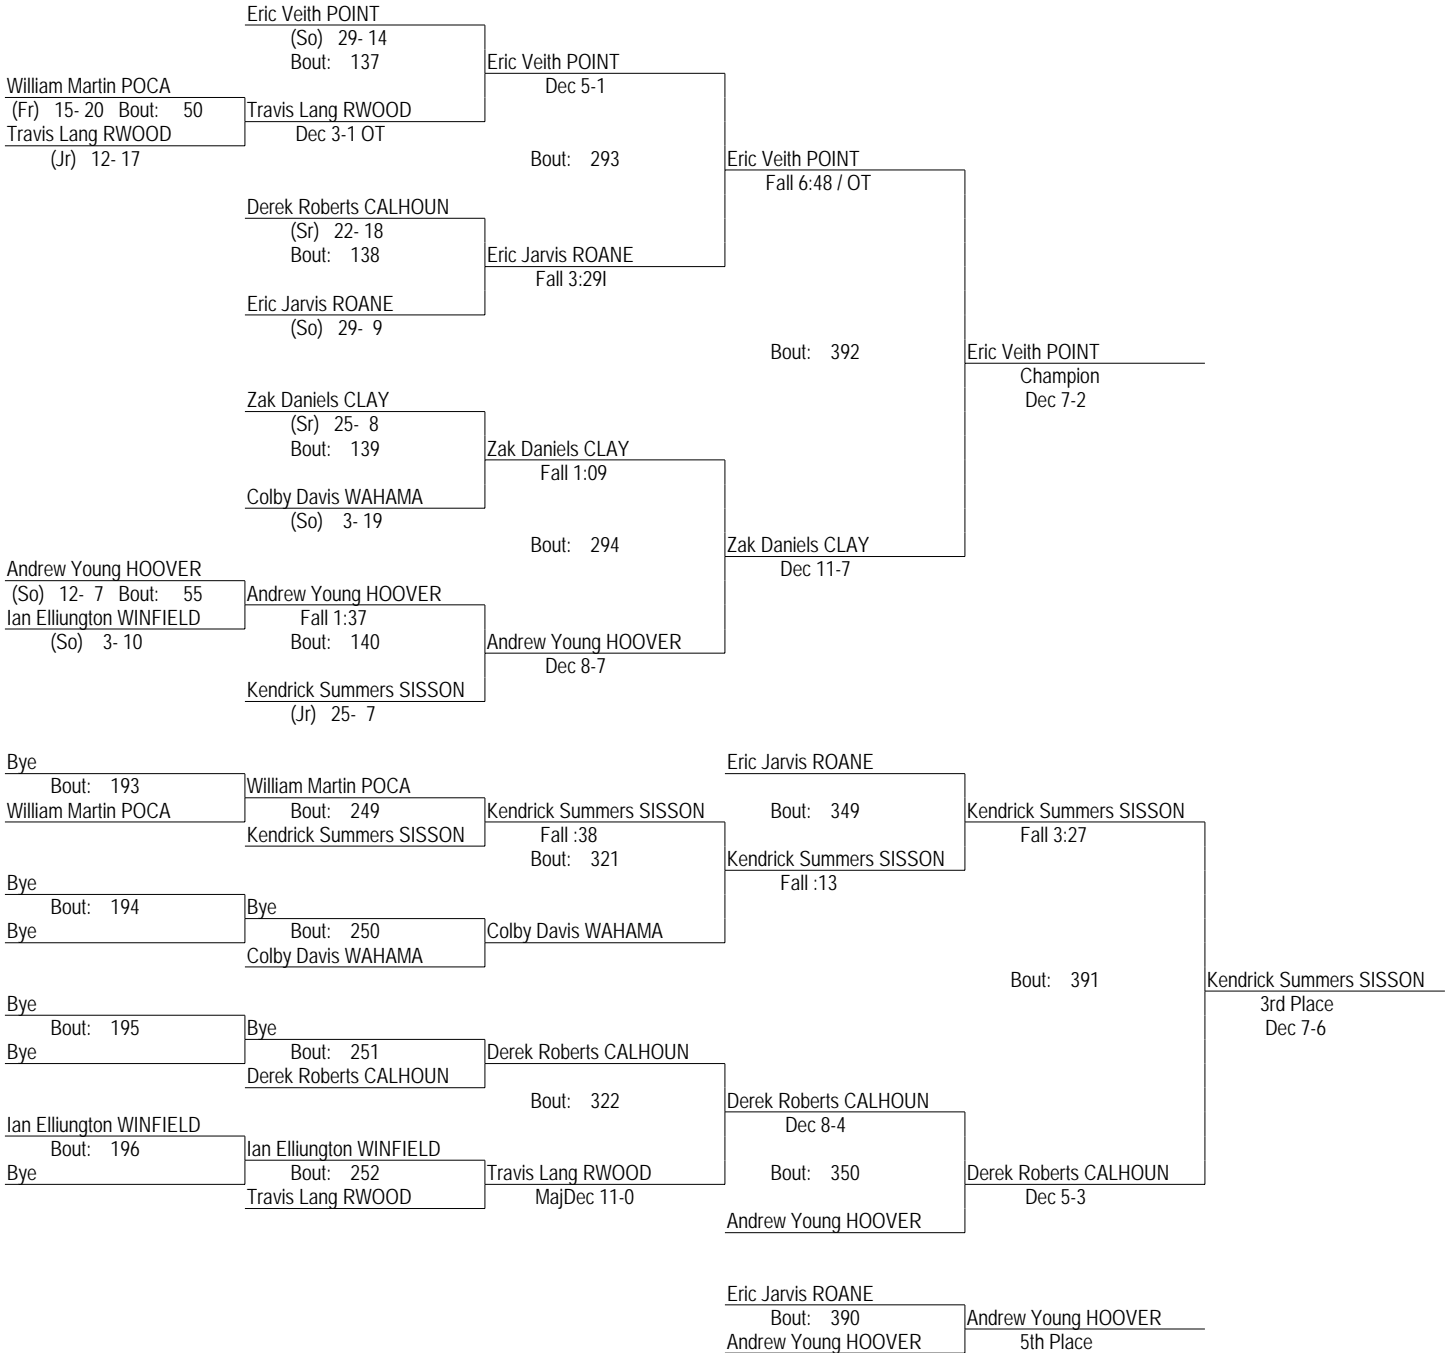 Eric Veith POINT
(So) 29- 14
Bout: 137
Eric Veith POINT
Dec 5-1
William Martin POCA
(Fr) 15- 20 Bout: 50
Travis Lang RWOOD
Travis Lang RWOOD
Dec 3-1 OT
(Jr) 12- 17
Bout: 293
Eric Veith POINT
Fall 6:48 / OT
Derek Roberts CALHOUN
(Sr) 22- 18
Bout: 138
Eric Jarvis ROANE
Fall 3:29I
Eric Jarvis ROANE
(So) 29- 9
Bout: 392
Eric Veith POINT
Champion
Dec 7-2
Zak Daniels CLAY
(Sr) 25- 8
Bout: 139
Zak Daniels CLAY
Fall 1:09
Colby Davis WAHAMA
(So) 3- 19
Bout: 294
Zak Daniels CLAY
Dec 11-7
Andrew Young HOOVER
(So) 12- 7 Bout: 55
Andrew Young HOOVER
Ian Elliungton WINFIELD
Fall 1:37
(So) 3- 10
Bout: 140
Andrew Young HOOVER
Dec 8-7
Kendrick Summers SISSON
(Jr) 25- 7
Bye
Bout: 193
William Martin POCA
William Martin POCA
Bout: 249
Kendrick Summers SISSON
Kendrick Summers SISSON
Fall :38
Bout: 321
Eric Jarvis ROANE
Bout: 349
Kendrick Summers SISSON
Fall 3:27
Kendrick Summers SISSON
Fall :13
Bye
Bout: 194
Bye
Bye
Bout: 250
Colby Davis WAHAMA
Colby Davis WAHAMA
Bout: 391
Kendrick Summers SISSON
3rd Place
Dec 7-6
Bye
Bout: 195
Bye
Bye
Bout: 251
Derek Roberts CALHOUN
Derek Roberts CALHOUN
Bout: 322
Derek Roberts CALHOUN
Dec 8-4
Ian Elliungton WINFIELD
Bout: 196
Bye
Ian Elliungton WINFIELD
Bout: 252
Travis Lang RWOOD
Travis Lang RWOOD
MajDec 11-0
Bout: 350
Derek Roberts CALHOUN
Dec 5-3
Andrew Young HOOVER
Eric Jarvis ROANE
Bout: 390
Andrew Young HOOVER
Andrew Young HOOVER
5th Place